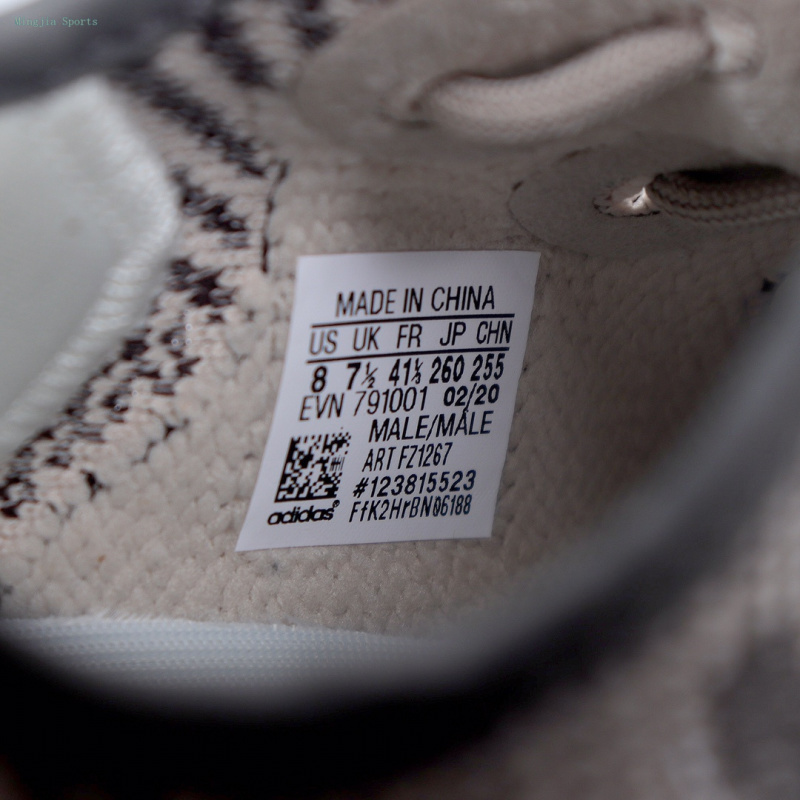 Wangjia Sports
MADE IN CHINA
US UK FR JP CHN
8 7½ 41⅓ 260 255
EVN 791001 02/20
MALE/MÂLE
ART FZ1267
#123815523
FfK2HrBN06188
adidas®